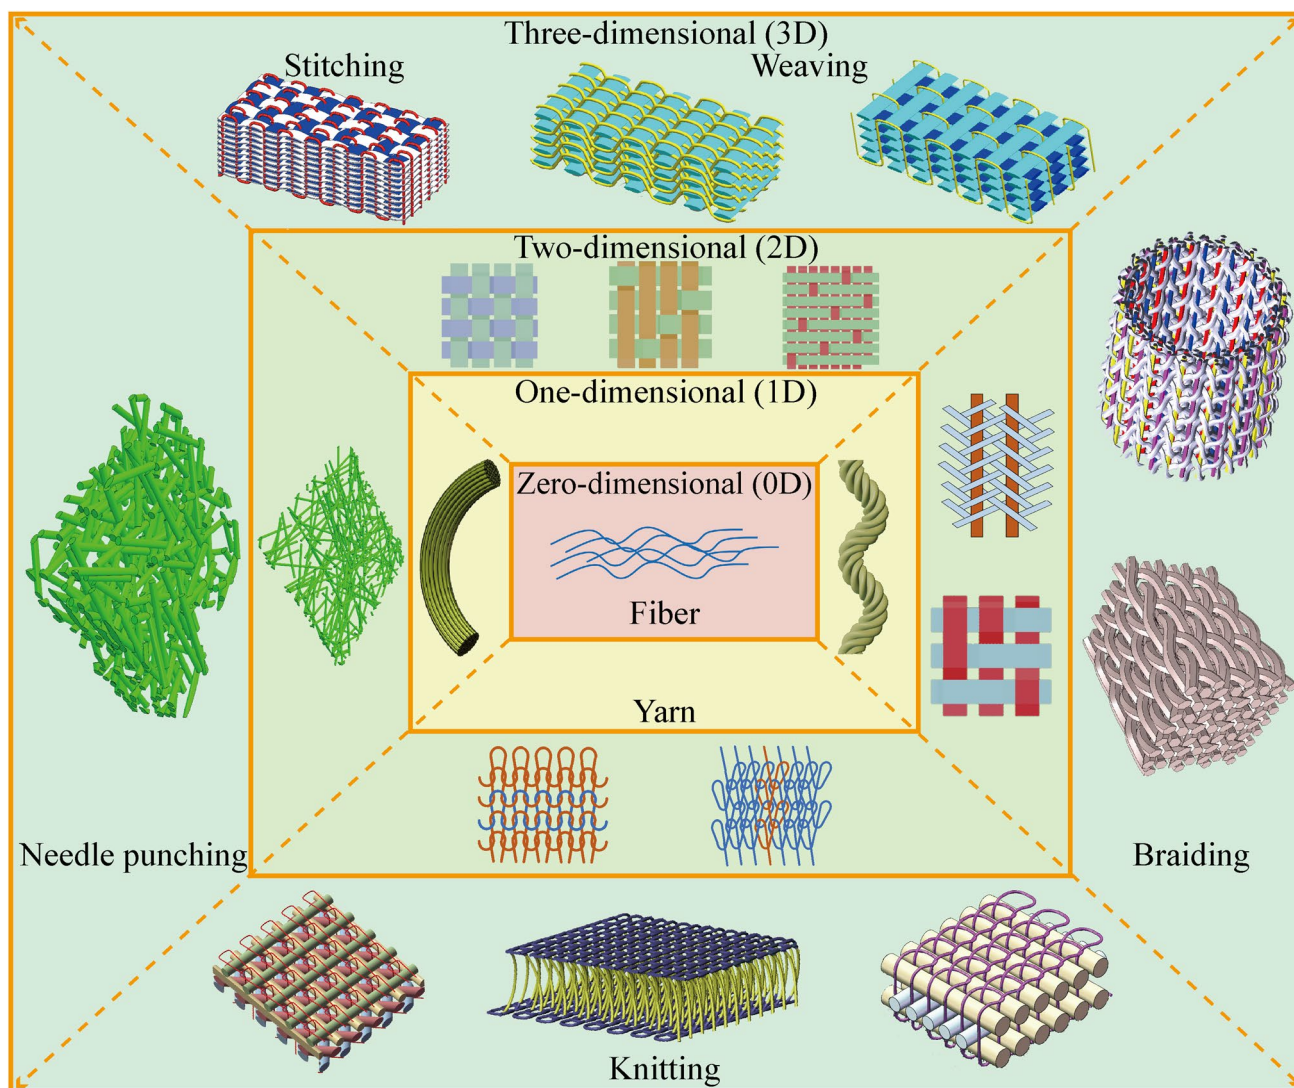 Three-dimensional (3D)
Stitching
Weaving
Two-dimensional (2D)
One-dimensional (1D)
Zero-dimensional (0D)
Fiber
Yarn
Needle punching
Braiding
Knitting